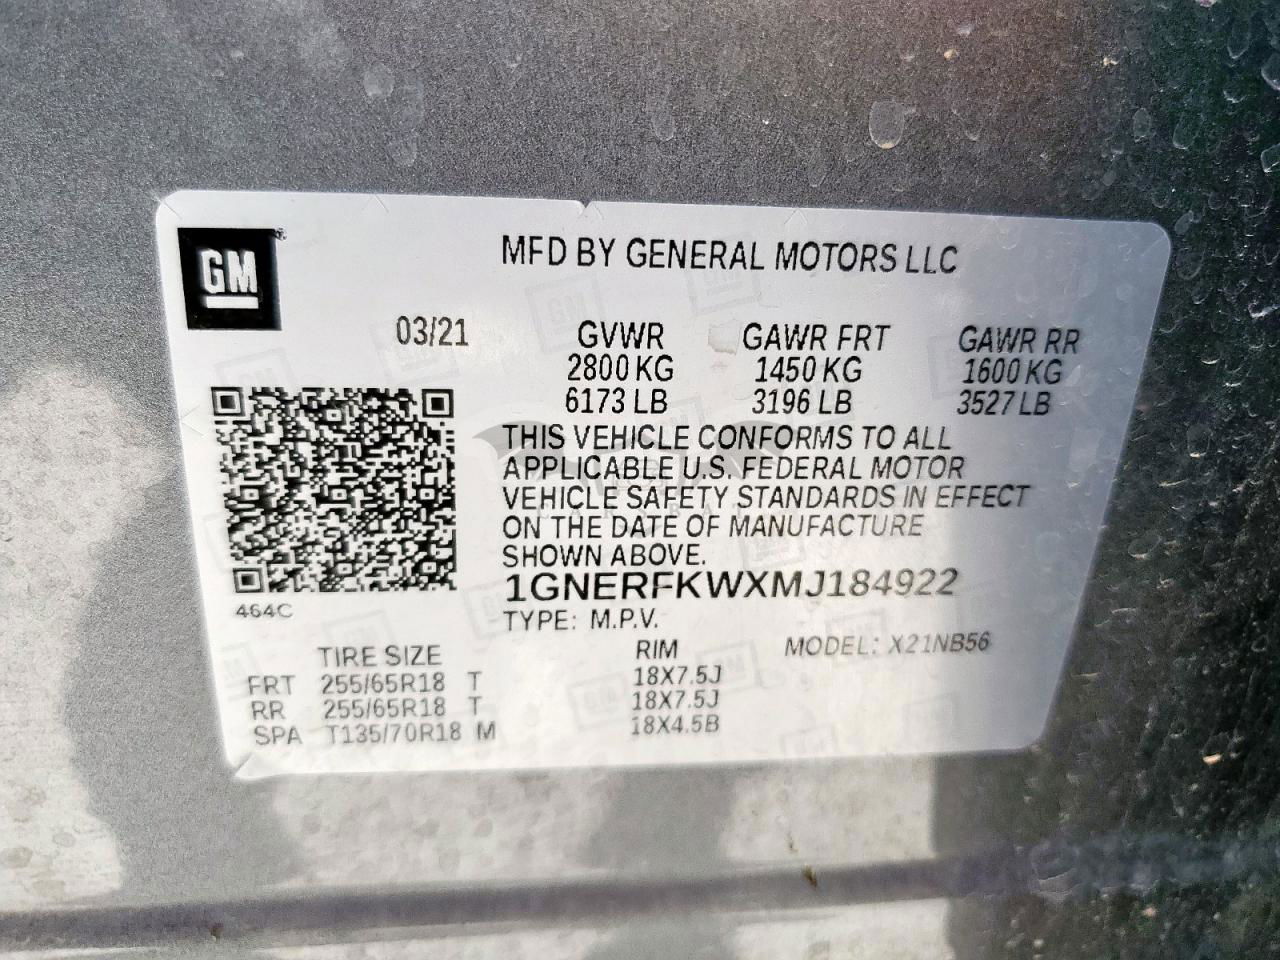 GM
MFD BY GENERAL MOTORS LLC
03/21 GVWR GAWR FRT GAWR RR
2800 KG 1450 KG 1600 KG
6173 LB 3196 LB 3527 LB
THIS VEHICLE CONFORMS TO ALL
APPLICABLE U.S. FEDERAL MOTOR
VEHICLE SAFETY STANDARDS IN EFFECT
ON THE DATE OF MANUFACTURE
SHOWN ABOVE.
1GNERFKWXMJ184922
464C
TYPE: M.P.V.
TIRE SIZE RIM MODEL: X21NB56
FRT 255/65R18 T 18X7.5J
RR 255/65R18 T 18X7.5J
SPA T135/70R18 M 18X4.5B